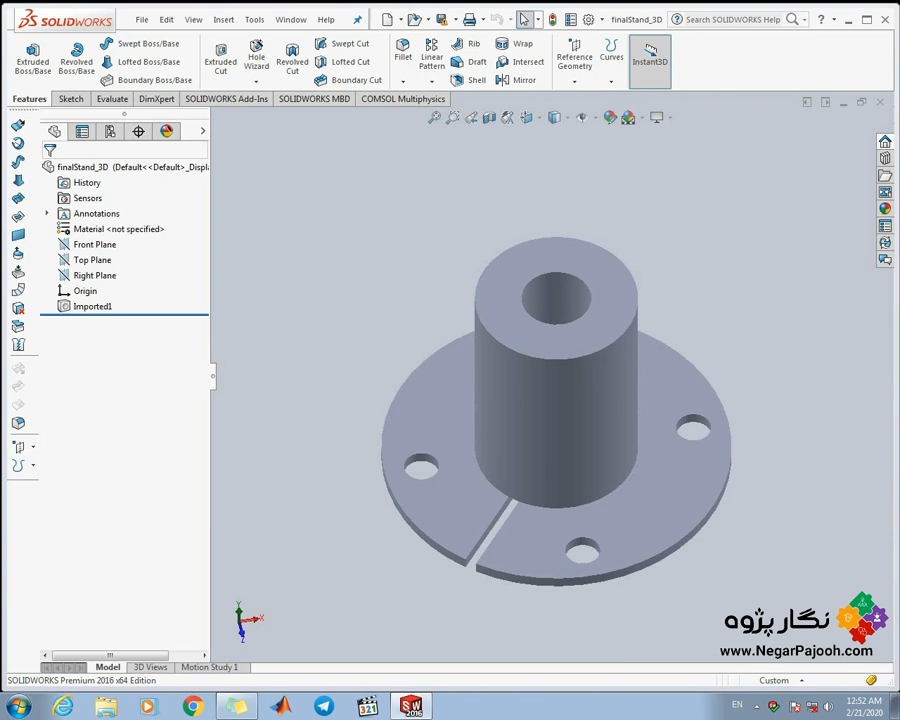 SOLIDWORKS File Edit View Insert Tools Window Help finalStand_3D Search SOLIDWORKS Help ?
Extruded Boss/Base Revolved Boss/Base Swept Boss/Base Lofted Boss/Base Boundary Boss/Base Extruded Cut Hole Wizard Revolved Cut Swept Cut Lofted Cut Boundary Cut Fillet Linear Pattern Rib Draft Shell Wrap Intersect Mirror Reference Geometry Curves Instant3D
Features Sketch Evaluate DimXpert SOLIDWORKS Add-Ins SOLIDWORKS MBD COMSOL Multiphysics
finalStand_3D (Default<<Default>_Displa
History
Sensors
Annotations
Material <not specified>
Front Plane
Top Plane
Right Plane
Origin
Imported1
Y
X
Z
نگار پژوه
www.NegarPajooh.com
Model 3D Views Motion Study 1
SOLIDWORKS Premium 2016 x64 Edition Custom
321 SW 2016 EN 12:52 AM
2/21/2020